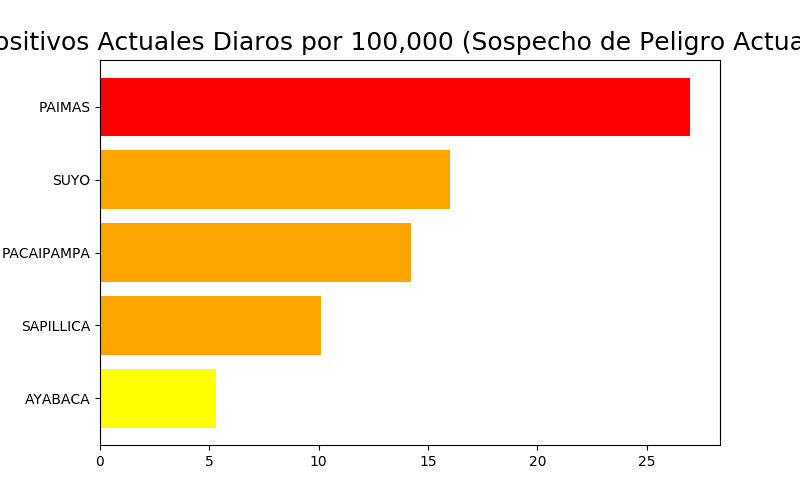 ositivos Actuales Diaros por 100,000 (Sospecho de Peligro Actua
PAIMAS
SUYO
PACAIPAMPA
SAPILLICA
AYABACA
0 5 10 15 20 25